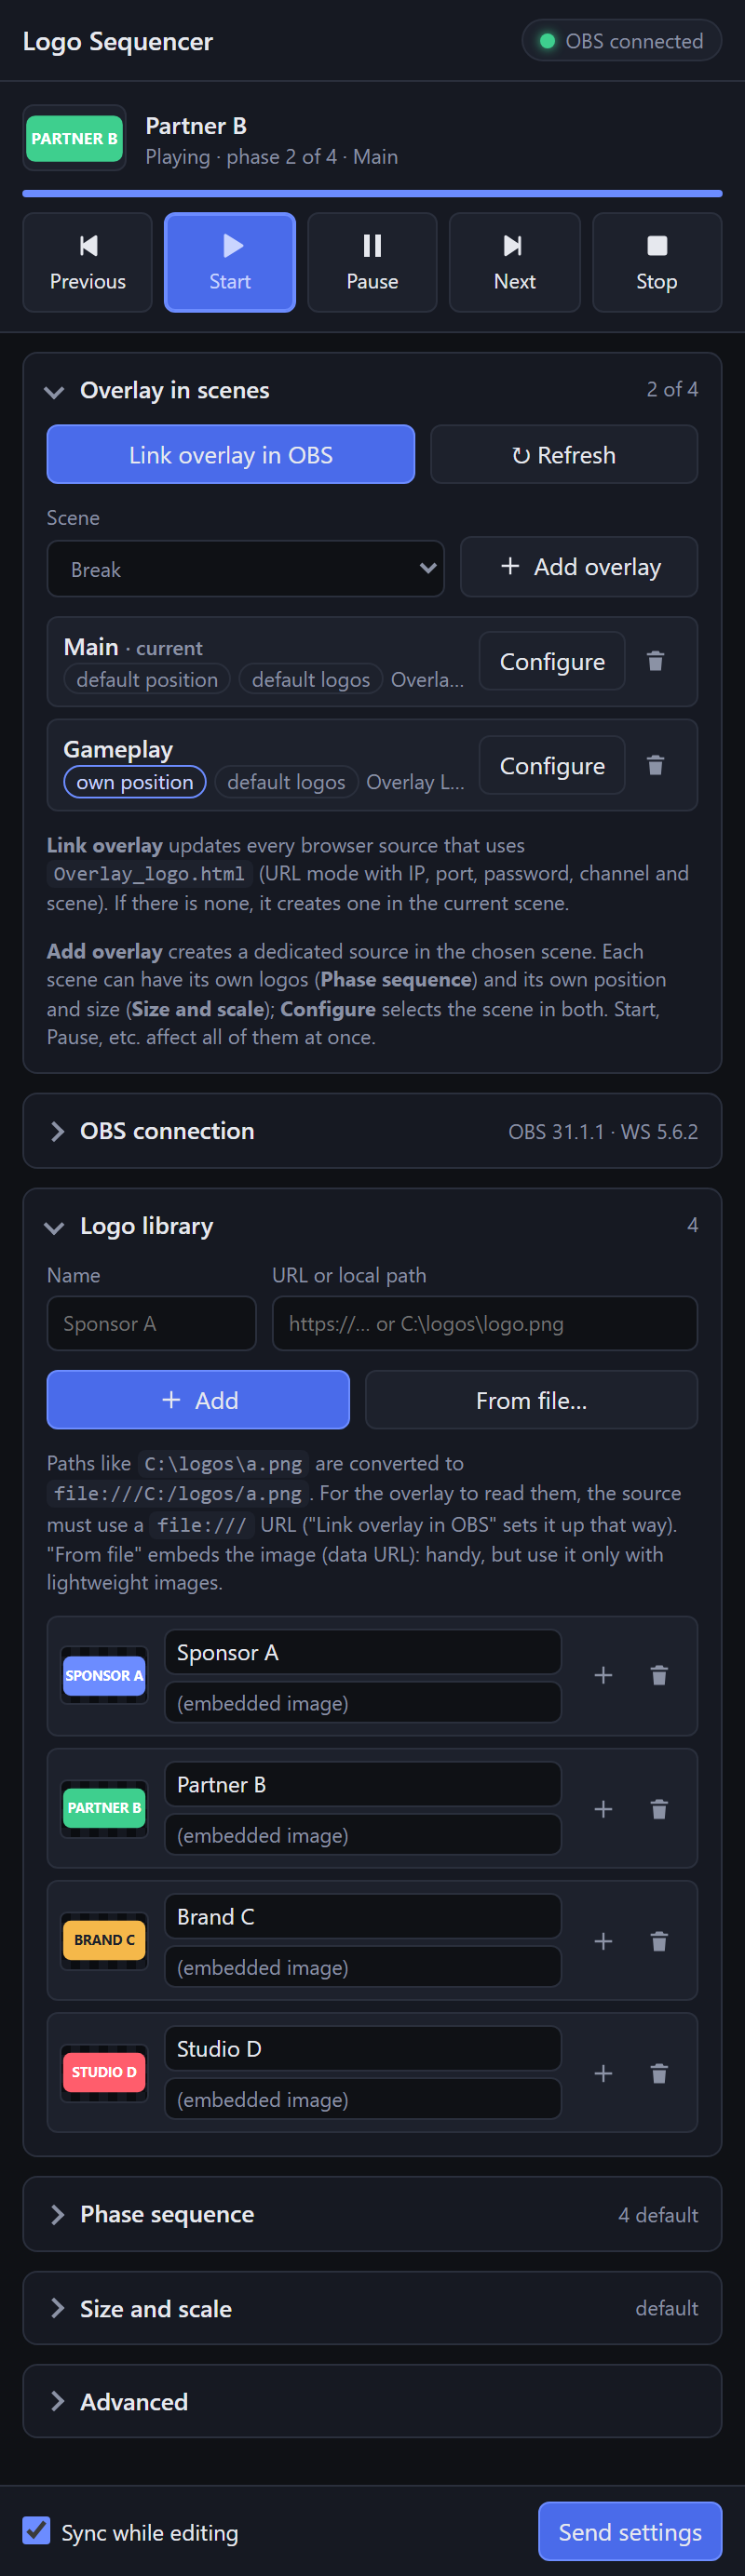 Logo Sequencer
OBS connected
PARTNER B
Partner B
Playing · phase 2 of 4 · Main
Previous
Start
Pause
Next
Stop
Overlay in scenes
2 of 4
Link overlay in OBS
↻ Refresh
Scene
Break
+ Add overlay
Main · current
default position
default logos
Overla...
Configure
Gameplay
own position
default logos
Overlay L...
Configure
Link overlay updates every browser source that uses
Overlay_logo.html (URL mode with IP, port, password, channel and
scene). If there is none, it creates one in the current scene.
Add overlay creates a dedicated source in the chosen scene. Each
scene can have its own logos (Phase sequence) and its own position
and size (Size and scale); Configure selects the scene in both. Start,
Pause, etc. affect all of them at once.
OBS connection
OBS 31.1.1 · WS 5.6.2
Logo library
4
Name
URL or local path
Sponsor A
https://... or C:\logos\logo.png
+ Add
From file...
Paths like C:\logos\a.png are converted to
file:///C:/logos/a.png. For the overlay to read them, the source
must use a file:/// URL ("Link overlay in OBS" sets it up that way).
"From file" embeds the image (data URL): handy, but use it only with
lightweight images.
SPONSOR A
Sponsor A
(embedded image)
PARTNER B
Partner B
(embedded image)
BRAND C
Brand C
(embedded image)
STUDIO D
Studio D
(embedded image)
Phase sequence
4 default
Size and scale
default
Advanced
Sync while editing
Send settings